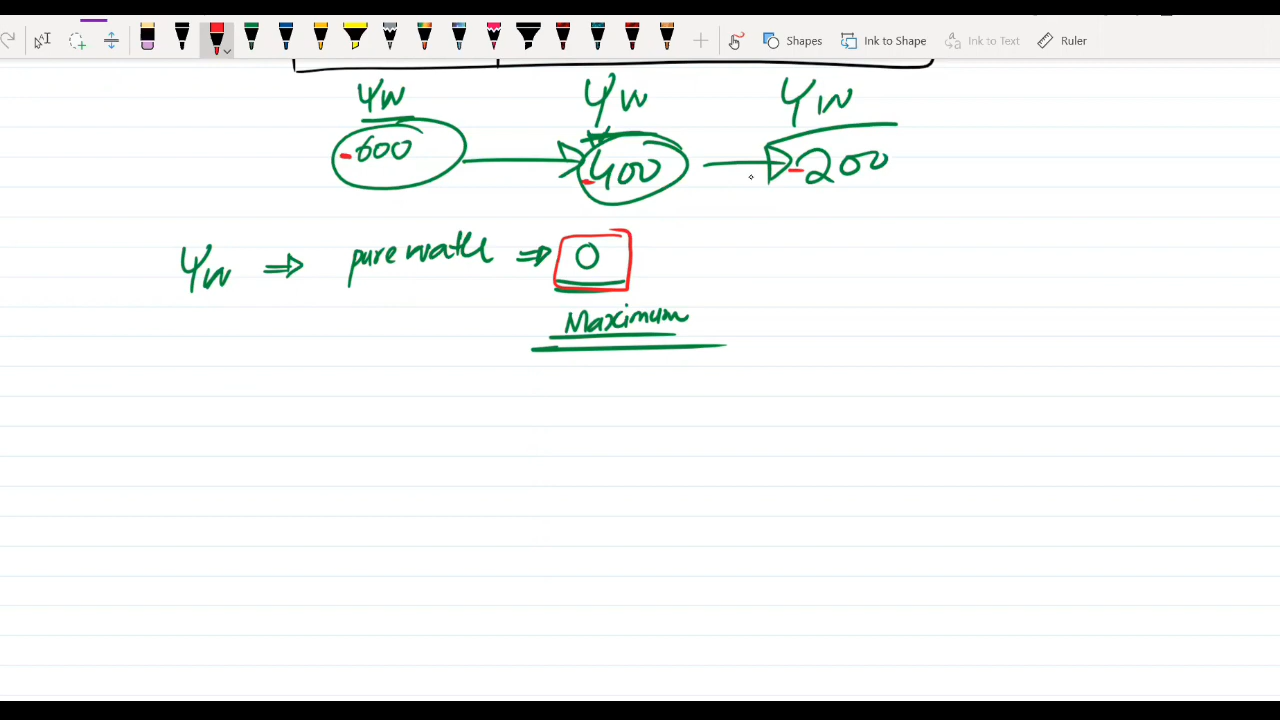 Shapes Ink to Shape Ink to Text Ruler
ΨW ΨW ΨW
-600 -400 -200
ΨW ⇒ pure water ⇒ 0
Maximum